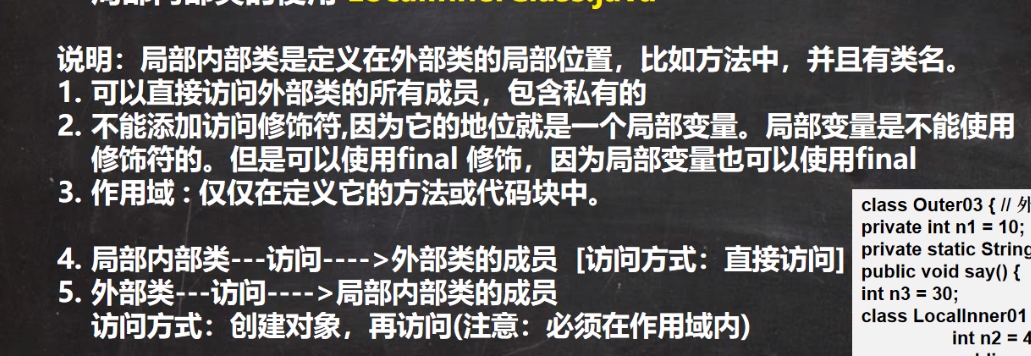 局部内部类的使用 LocalInnerClass.java
说明：局部内部类是定义在外部类的局部位置，比如方法中，并且有类名。
1. 可以直接访问外部类的所有成员，包含私有的
2. 不能添加访问修饰符,因为它的地位就是一个局部变量。局部变量是不能使用
修饰符的。但是可以使用final 修饰，因为局部变量也可以使用final
3. 作用域 : 仅仅在定义它的方法或代码块中。
4. 局部内部类---访问---->外部类的成员 [访问方式：直接访问]
5. 外部类---访问---->局部内部类的成员
访问方式：创建对象，再访问(注意：必须在作用域内)
class Outer03 { // 外
private int n1 = 10;
private static String
public void say() {
int n3 = 30;
class LocalInner01
int n2 = 4